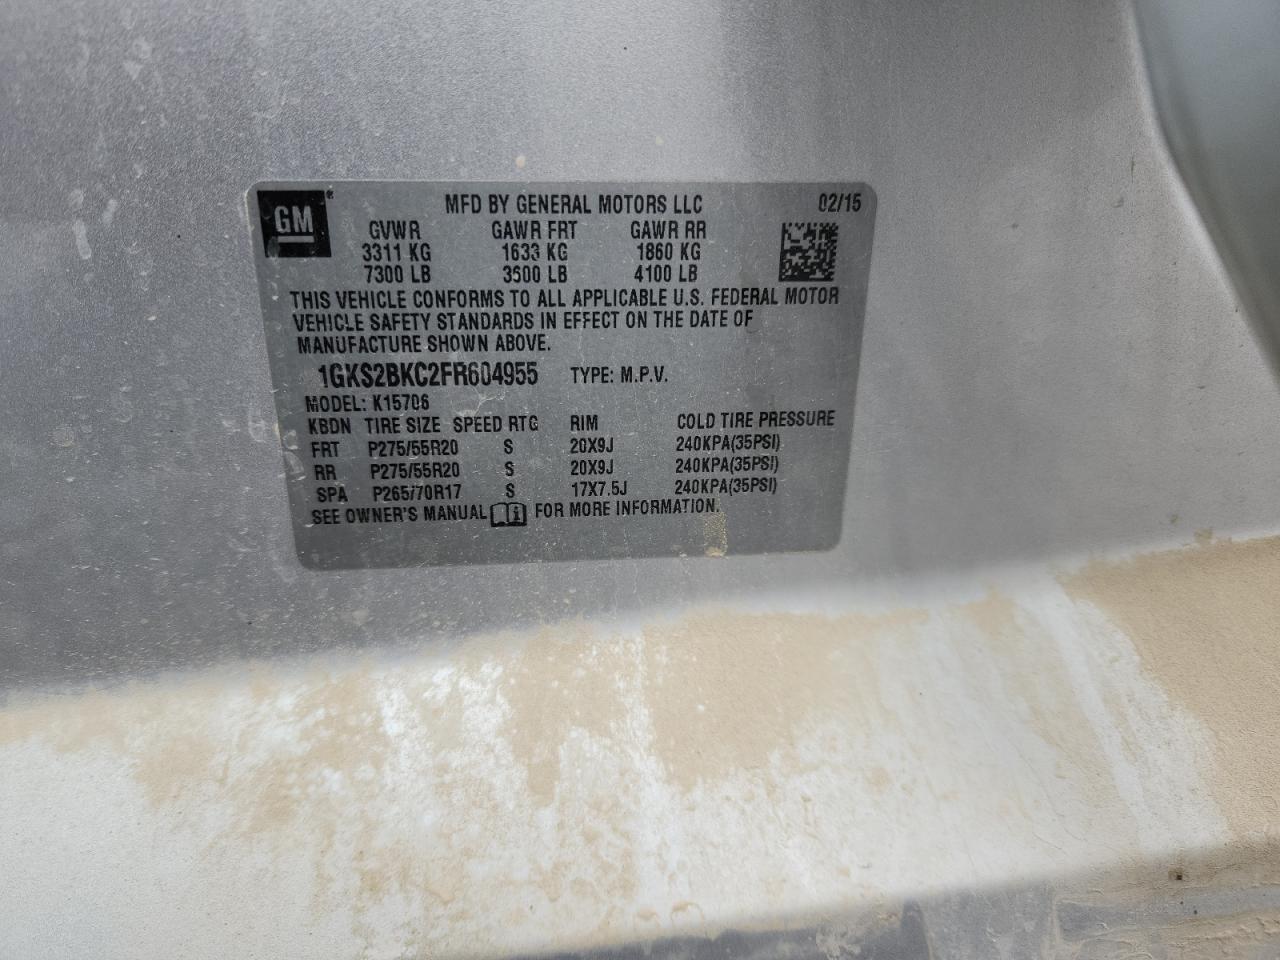 GM ®
MFD BY GENERAL MOTORS LLC 02/15
GVWR GAWR FRT GAWR RR
3311 KG 1633 KG 1860 KG
7300 LB 3500 LB 4100 LB
THIS VEHICLE CONFORMS TO ALL APPLICABLE U.S. FEDERAL MOTOR
VEHICLE SAFETY STANDARDS IN EFFECT ON THE DATE OF
MANUFACTURE SHOWN ABOVE.
1GKS2BKC2FR604955 TYPE: M.P.V.
MODEL: K15706
KBDN TIRE SIZE SPEED RTG RIM COLD TIRE PRESSURE
FRT P275/55R20 S 20X9J 240KPA(35PSI)
RR P275/55R20 S 20X9J 240KPA(35PSI)
SPA P265/70R17 S 17X7.5J 240KPA(35PSI)
SEE OWNER'S MANUAL i FOR MORE INFORMATION.